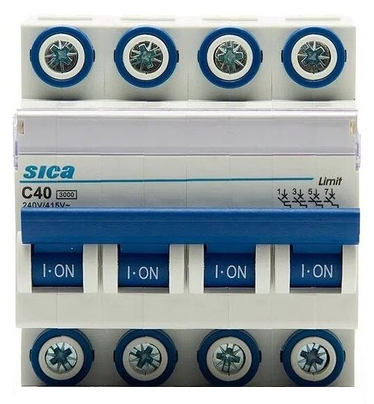 sica
Limit
C40 3000
240V/415V~
1 3 5 7
I·ON I·ON I·ON I·ON